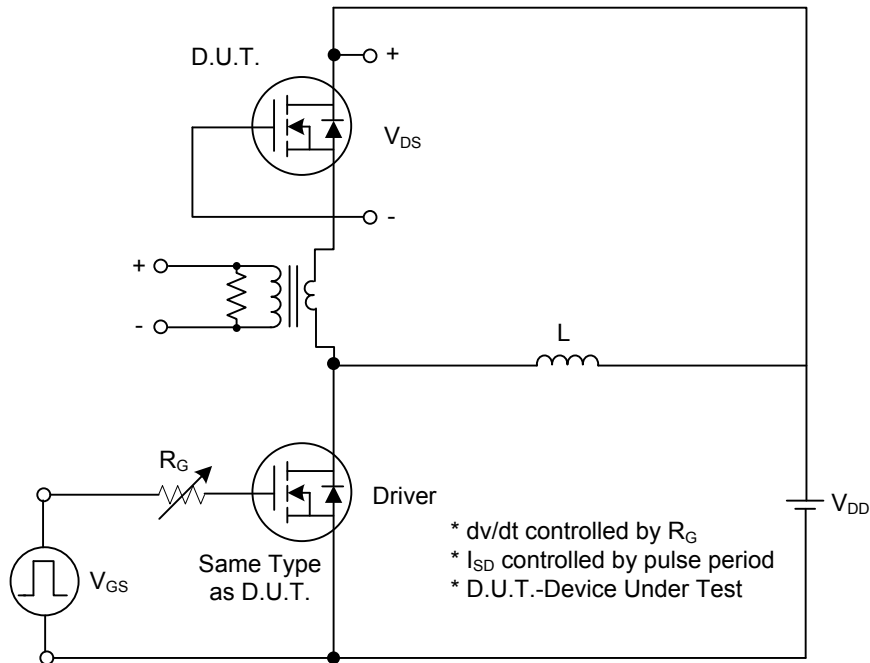 D.U.T.
+
V_DS
-
+
-
L
R_G
Driver
V_DD
V_GS
Same Type
as D.U.T.
* dv/dt controlled by R_G
* I_SD controlled by pulse period
* D.U.T.-Device Under Test